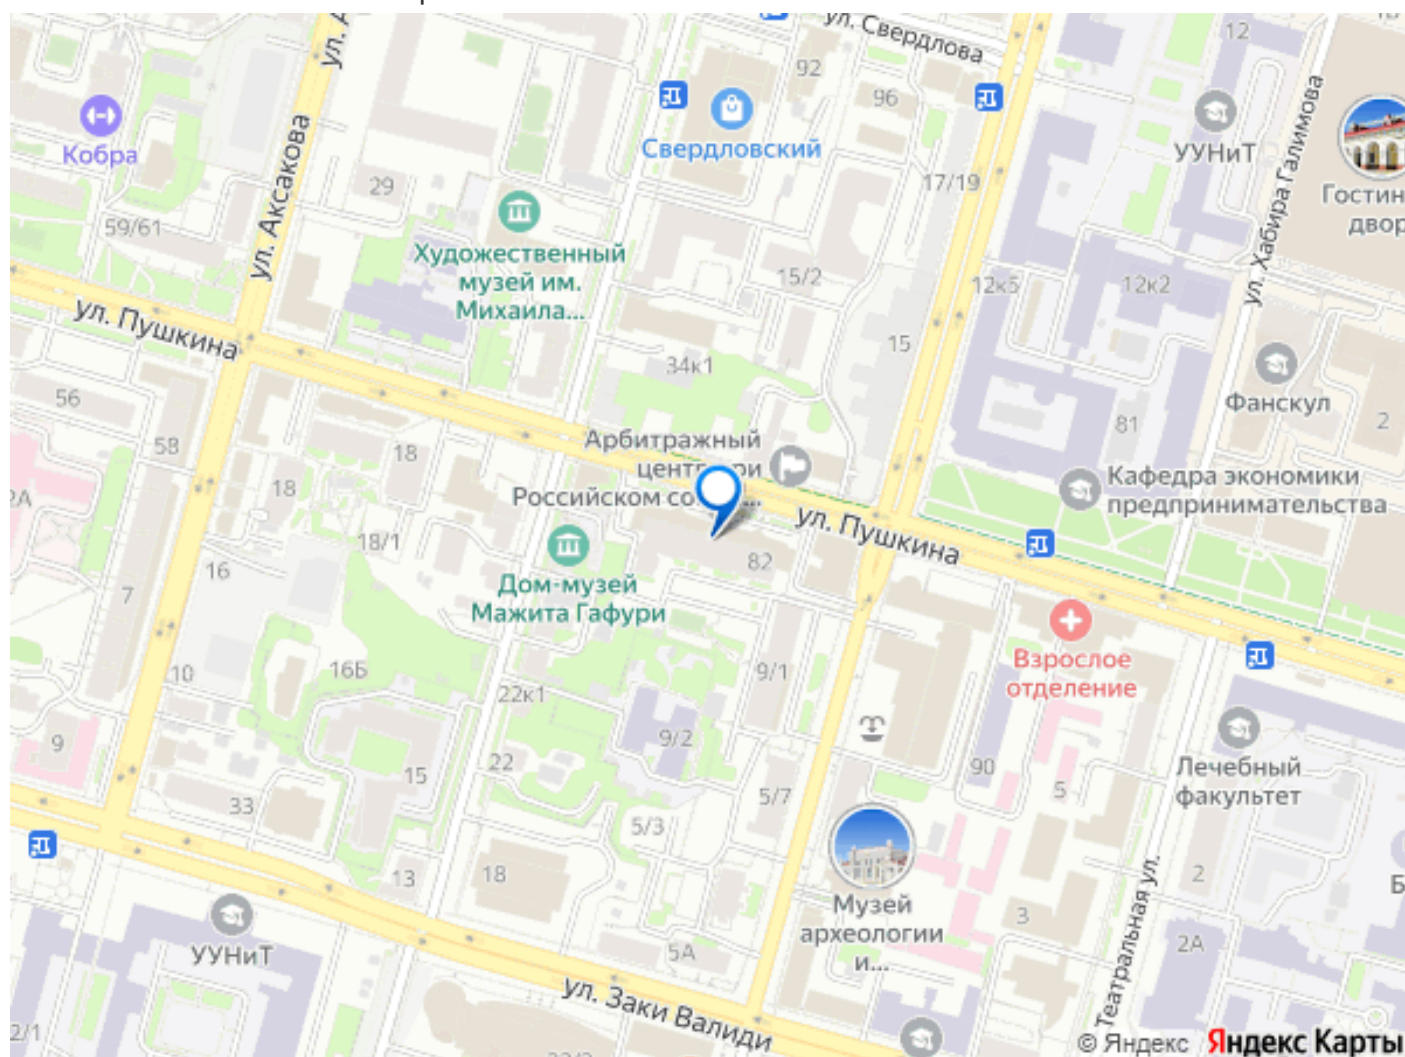 ул. Свердлова
92
12
96
Кобра
Свердловский
УУНиТ
ул. Хабира Галимова
Гостин
двор
ул. Аксакова
29
17/19
59/61
Художественный
музей им.
Михаила...
15/2
12к5
12к2
ул. Пушкина
34к1
15
Фанскул
56
2
58
18
Арбитражный
81
18
Кафедра экономики
предпринимательства
ул. Пушкина
18/1
82
16
Дом-музей
Мажита Гафури
7
Взрослое
отделение
16Б
9/1
10
22к1
9
9/2
22
15
90
5
Лечебный
факультет
33
5/7
5/3
13
18
2
Музей
археологии
и...
3
УУНиТ
5А
2А
Театральная ул.
ул. Заки Валиди
2/1
© Яндекс Яндекс Карты